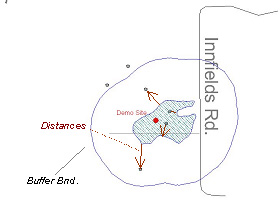 Innfields Rd.
Demo Site
Distances
Buffer Bnd.